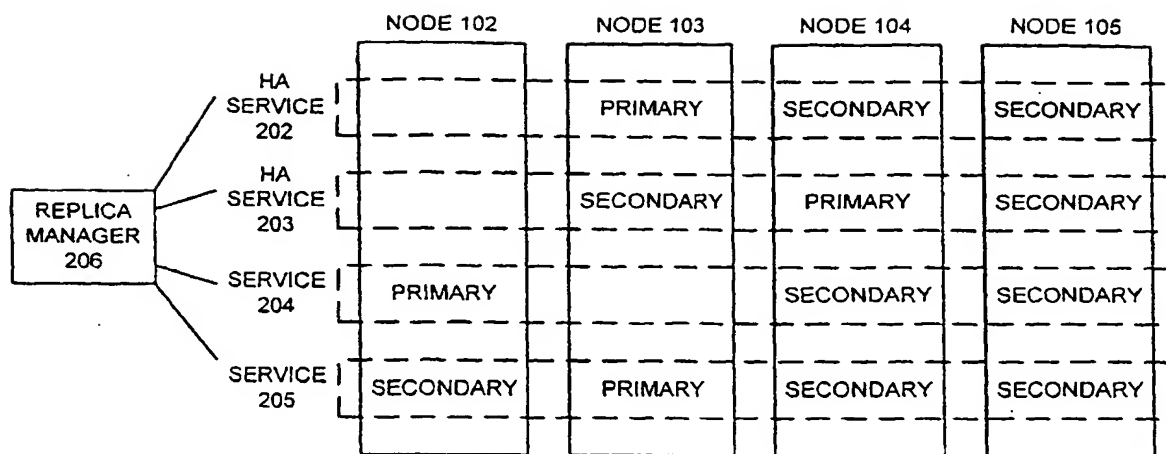 NODE 102
NODE 103
NODE 104
NODE 105
HA
SERVICE
202
PRIMARY
SECONDARY
SECONDARY
HA
SERVICE
203
SECONDARY
PRIMARY
SECONDARY
REPLICA
MANAGER
206
SERVICE
204
PRIMARY
SECONDARY
SECONDARY
SERVICE
205
SECONDARY
PRIMARY
SECONDARY
SECONDARY